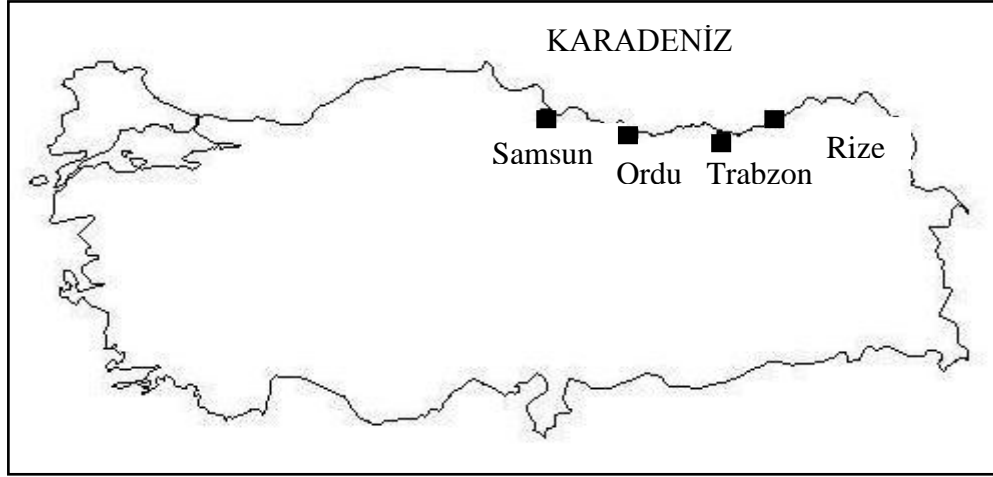 KARADENİZ
Samsun
Ordu
Trabzon
Rize